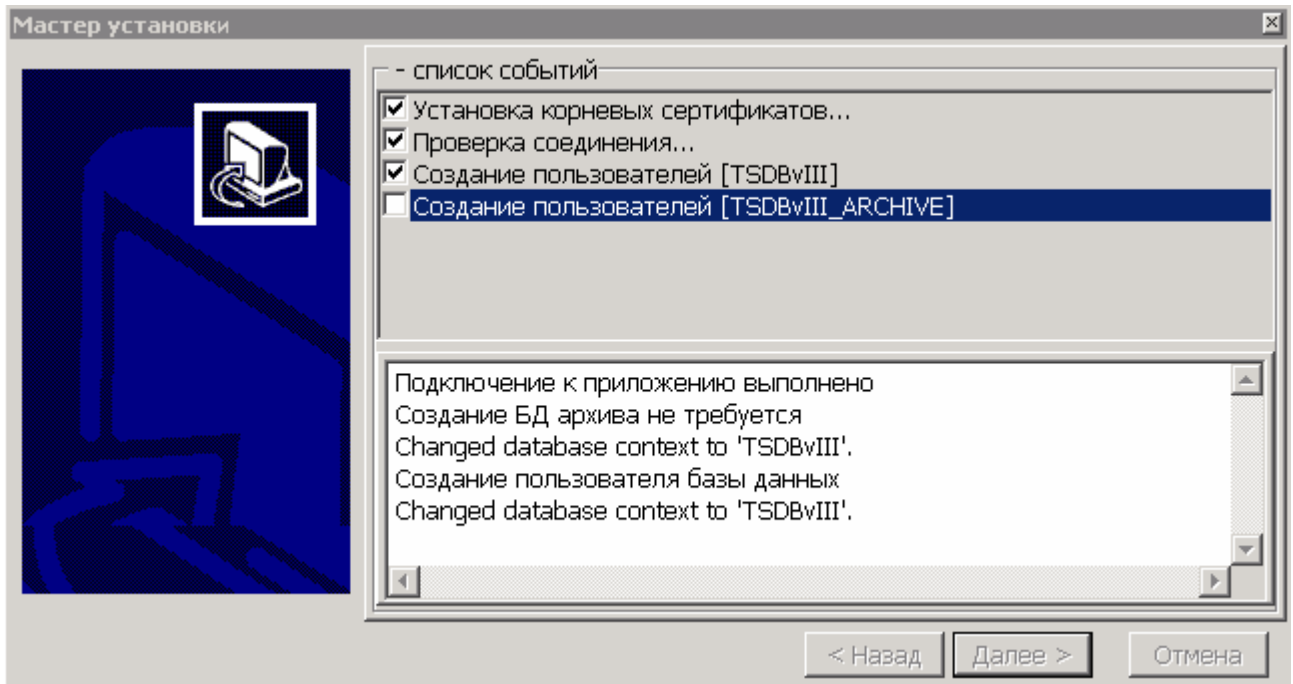 Мастер установки
- список событий
Установка корневых сертификатов...
Проверка соединения...
Создание пользователей [TSDBvIII]
Создание пользователей [TSDBvIII_ARCHIVE]
Подключение к приложению выполнено
Создание БД архива не требуется
Changed database context to 'TSDBvIII'.
Создание пользователя базы данных
Changed database context to 'TSDBvIII'.
< Назад Далее > Отмена